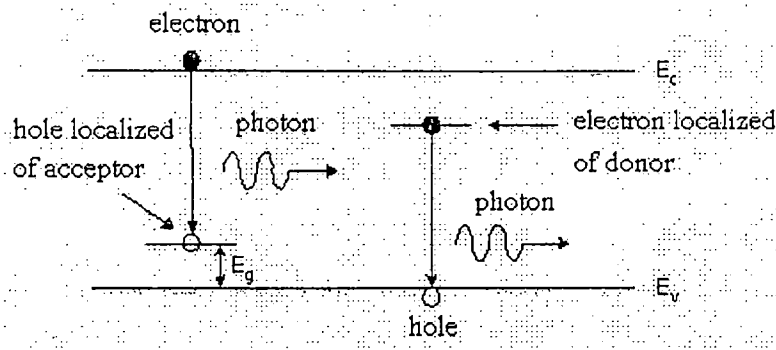 electron
E_c
hole localized
of acceptor
photon
electron localized
of donor
photon
E_g
E_v
hole